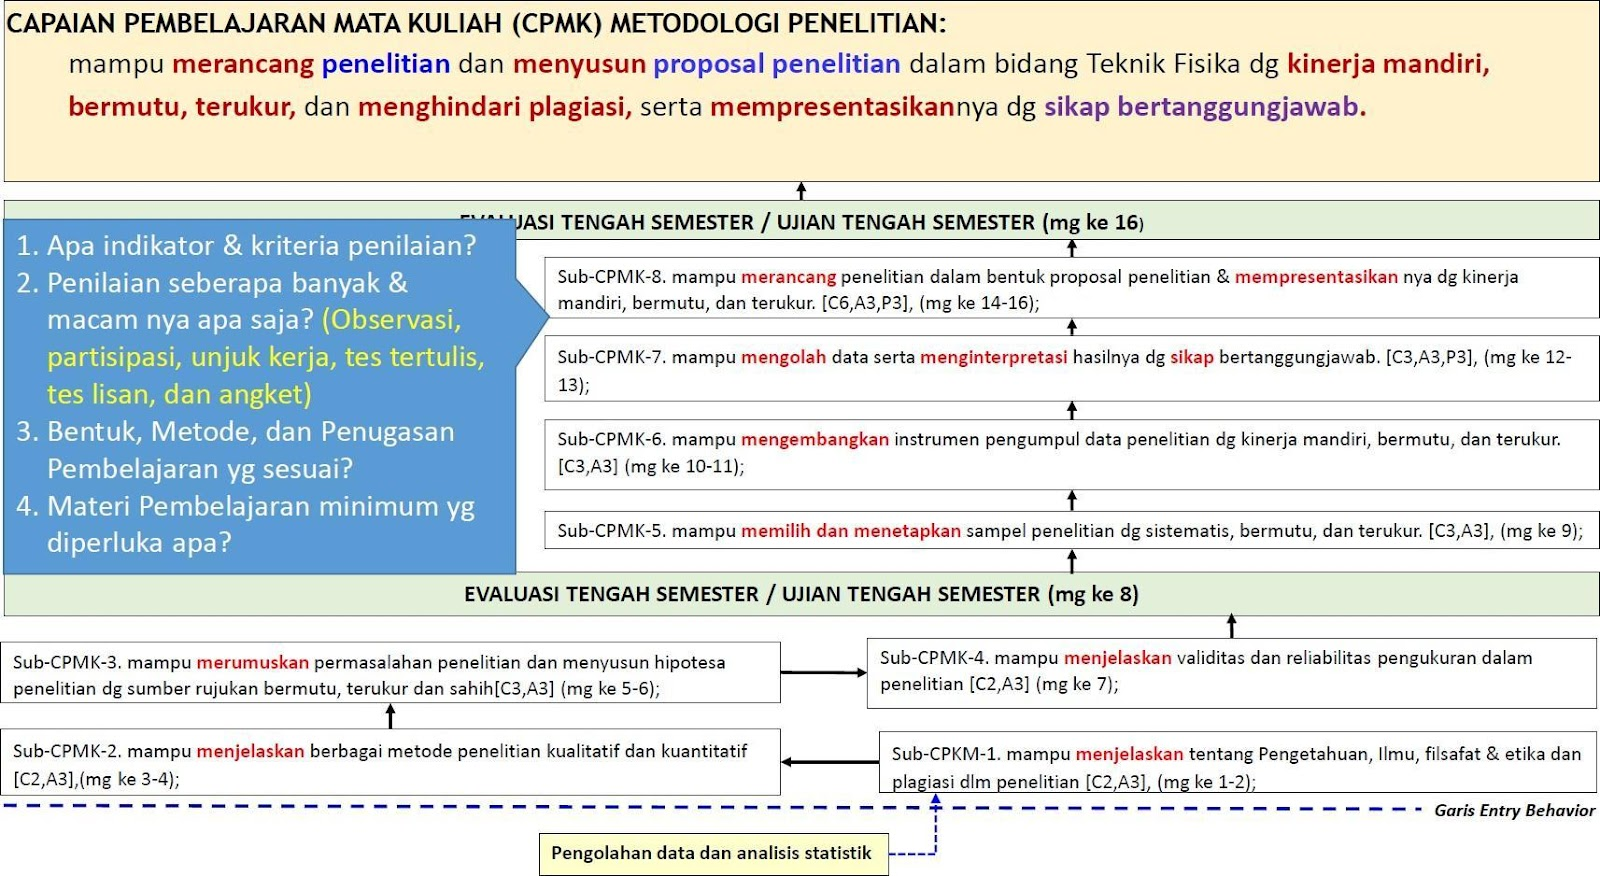 CAPAIAN PEMBELAJARAN MATA KULIAH (CPMK) METODOLOGI PENELITIAN:
mampu merancang penelitian dan menyusun proposal penelitian dalam bidang Teknik Fisika dg kinerja mandiri,
bermutu, terukur, dan menghindari plagiasi, serta mempresentasikannya dg sikap bertanggungjawab.
EVALUASI TENGAH SEMESTER / UJIAN TENGAH SEMESTER (mg ke 16)
1. Apa indikator & kriteria penilaian?
2. Penilaian seberapa banyak &
macam nya apa saja? (Observasi,
partisipasi, unjuk kerja, tes tertulis,
tes lisan, dan angket)
3. Bentuk, Metode, dan Penugasan
Pembelajaran yg sesuai?
4. Materi Pembelajaran minimum yg
diperluka apa?
Sub-CPMK-8. mampu merancang penelitian dalam bentuk proposal penelitian & mempresentasikan nya dg kinerja
mandiri, bermutu, dan terukur. [C6,A3,P3], (mg ke 14-16);
Sub-CPMK-7. mampu mengolah data serta menginterpretasi hasilnya dg sikap bertanggungjawab. [C3,A3,P3], (mg ke 12-
13);
Sub-CPMK-6. mampu mengembangkan instrumen pengumpul data penelitian dg kinerja mandiri, bermutu, dan terukur.
[C3,A3] (mg ke 10-11);
Sub-CPMK-5. mampu memilih dan menetapkan sampel penelitian dg sistematis, bermutu, dan terukur. [C3,A3], (mg ke 9);
EVALUASI TENGAH SEMESTER / UJIAN TENGAH SEMESTER (mg ke 8)
Sub-CPMK-3. mampu merumuskan permasalahan penelitian dan menyusun hipotesa
penelitian dg sumber rujukan bermutu, terukur dan sahih[C3,A3] (mg ke 5-6);
Sub-CPMK-4. mampu menjelaskan validitas dan reliabilitas pengukuran dalam
penelitian [C2,A3] (mg ke 7);
Sub-CPMK-2. mampu menjelaskan berbagai metode penelitian kualitatif dan kuantitatif
[C2,A3],(mg ke 3-4);
Sub-CPKM-1. mampu menjelaskan tentang Pengetahuan, Ilmu, filsafat & etika dan
plagiasi dlm penelitian [C2,A3], (mg ke 1-2);
Garis Entry Behavior
Pengolahan data dan analisis statistik